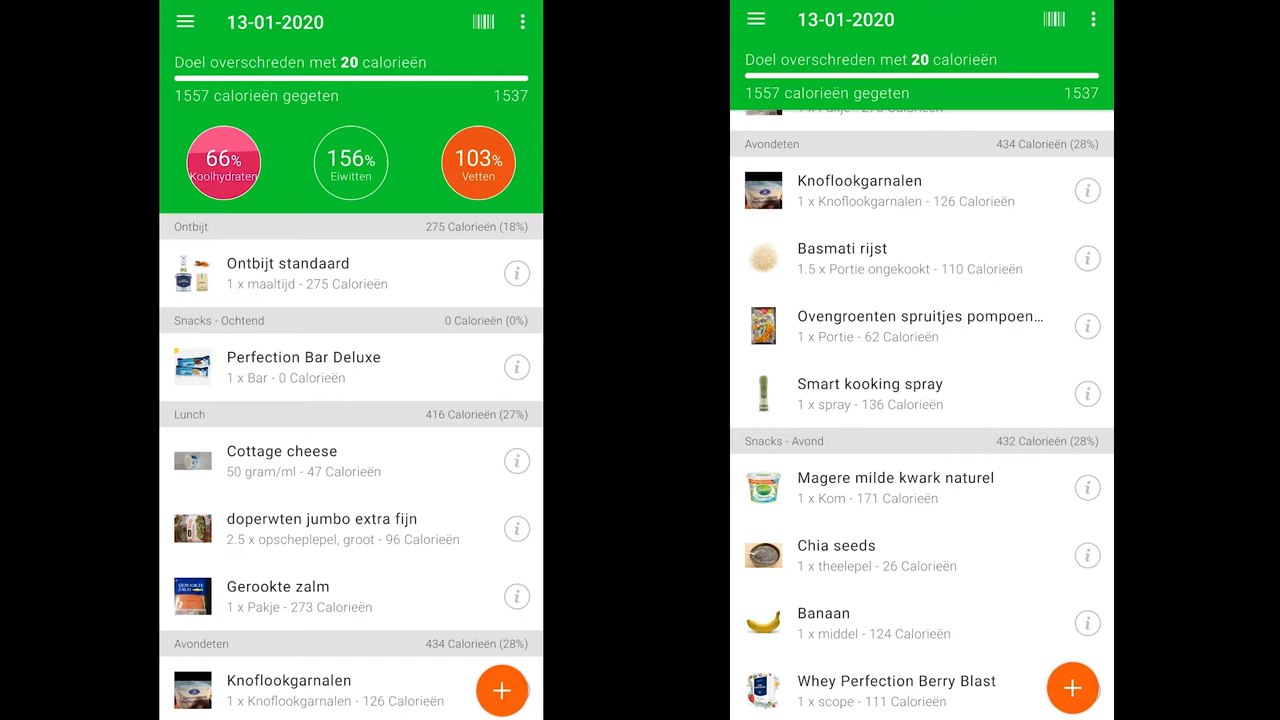 13-01-2020
Doel overschreden met 20 calorieën
1557 calorieën gegeten 1537
66% 156% 103%
Koolhydraten Eiwitten Vetten
Ontbijt 275 Calorieën (18%)
Ontbijt standaard
1 x maaltijd - 275 Calorieën
Snacks - Ochtend 0 Calorieën (0%)
Perfection Bar Deluxe
1 x Bar - 0 Calorieën
Lunch 416 Calorieën (27%)
Cottage cheese
50 gram/ml - 47 Calorieën
doperwten jumbo extra fijn
2.5 x opscheplepel, groot - 96 Calorieën
GEROOKTE ZALM
Gerookte zalm
1 x Pakje - 273 Calorieën
Avondeten 434 Calorieën (28%)
Knoflookgarnalen
1 x Knoflookgarnalen - 126 Calorieën
13-01-2020
Doel overschreden met 20 calorieën
1557 calorieën gegeten 1537
1 x Pakje - 273 Calorieën
Avondeten 434 Calorieën (28%)
Knoflookgarnalen
1 x Knoflookgarnalen - 126 Calorieën
Basmati rijst
1.5 x Portie ongekookt - 110 Calorieën
Ovengroenten spruitjes pompoen…
1 x Portie - 62 Calorieën
Smart kooking spray
1 x spray - 136 Calorieën
Snacks - Avond 432 Calorieën (28%)
Magere milde kwark naturel
1 x Kom - 171 Calorieën
Chia seeds
1 x theelepel - 26 Calorieën
Banaan
1 x middel - 124 Calorieën
Whey Perfection Berry Blast
1 x scope - 111 Calorieën